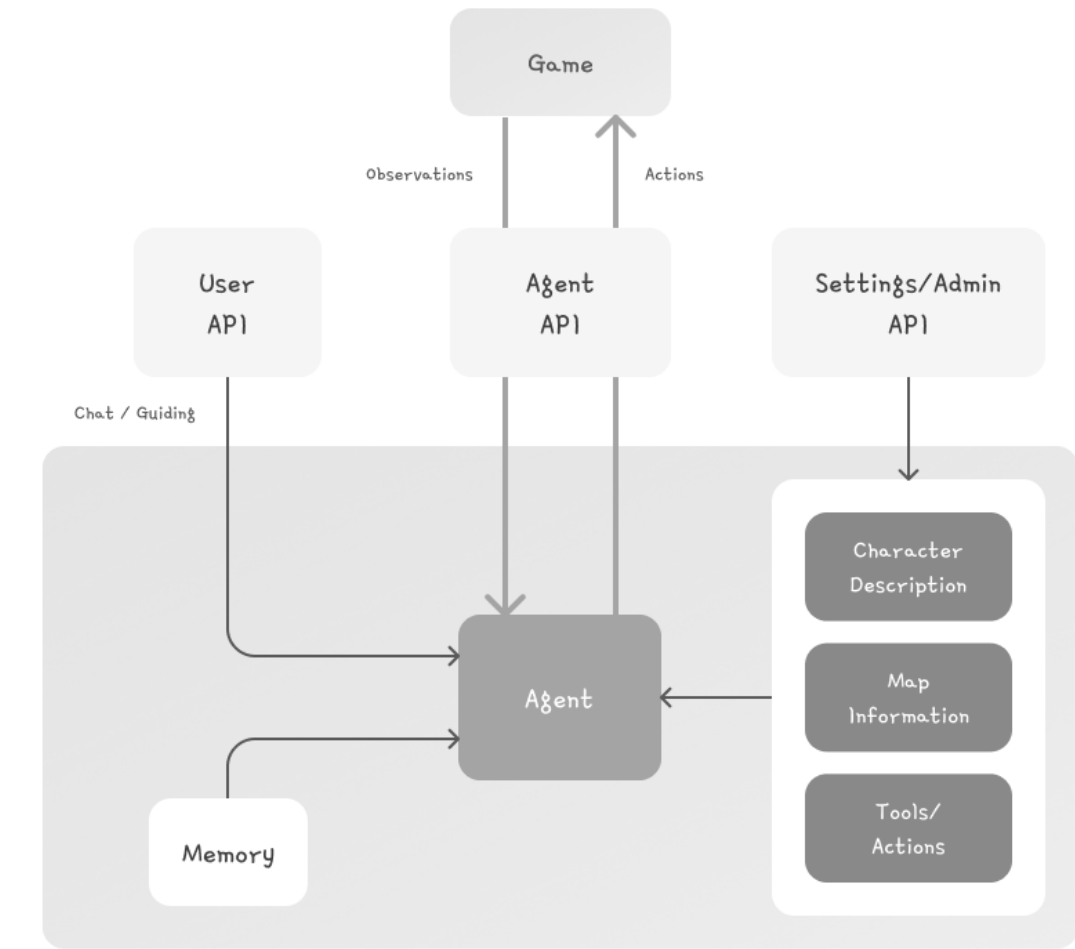 Game
Observations
Actions
User
API
Agent
API
Settings/Admin
API
Chat / Guiding
Character
Description
Map
Information
Agent
Tools/
Actions
Memory